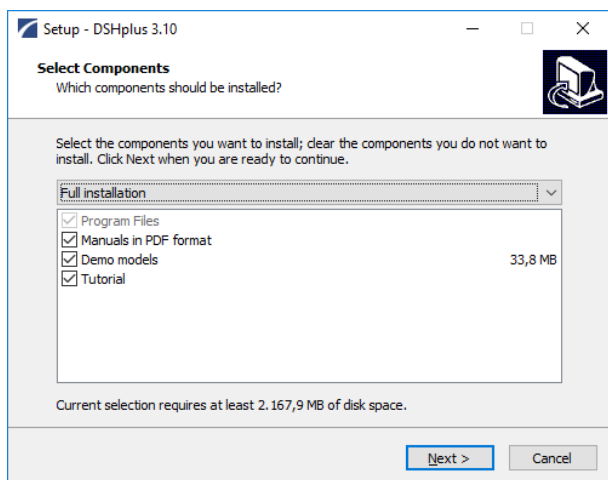 Setup - DSHplus 3.10
Select Components
Which components should be installed?
Select the components you want to install; clear the components you do not want to
install. Click Next when you are ready to continue.
Full installation
Program Files
Manuals in PDF format
Demo models 33,8 MB
Tutorial
Current selection requires at least 2.167,9 MB of disk space.
Next > Cancel